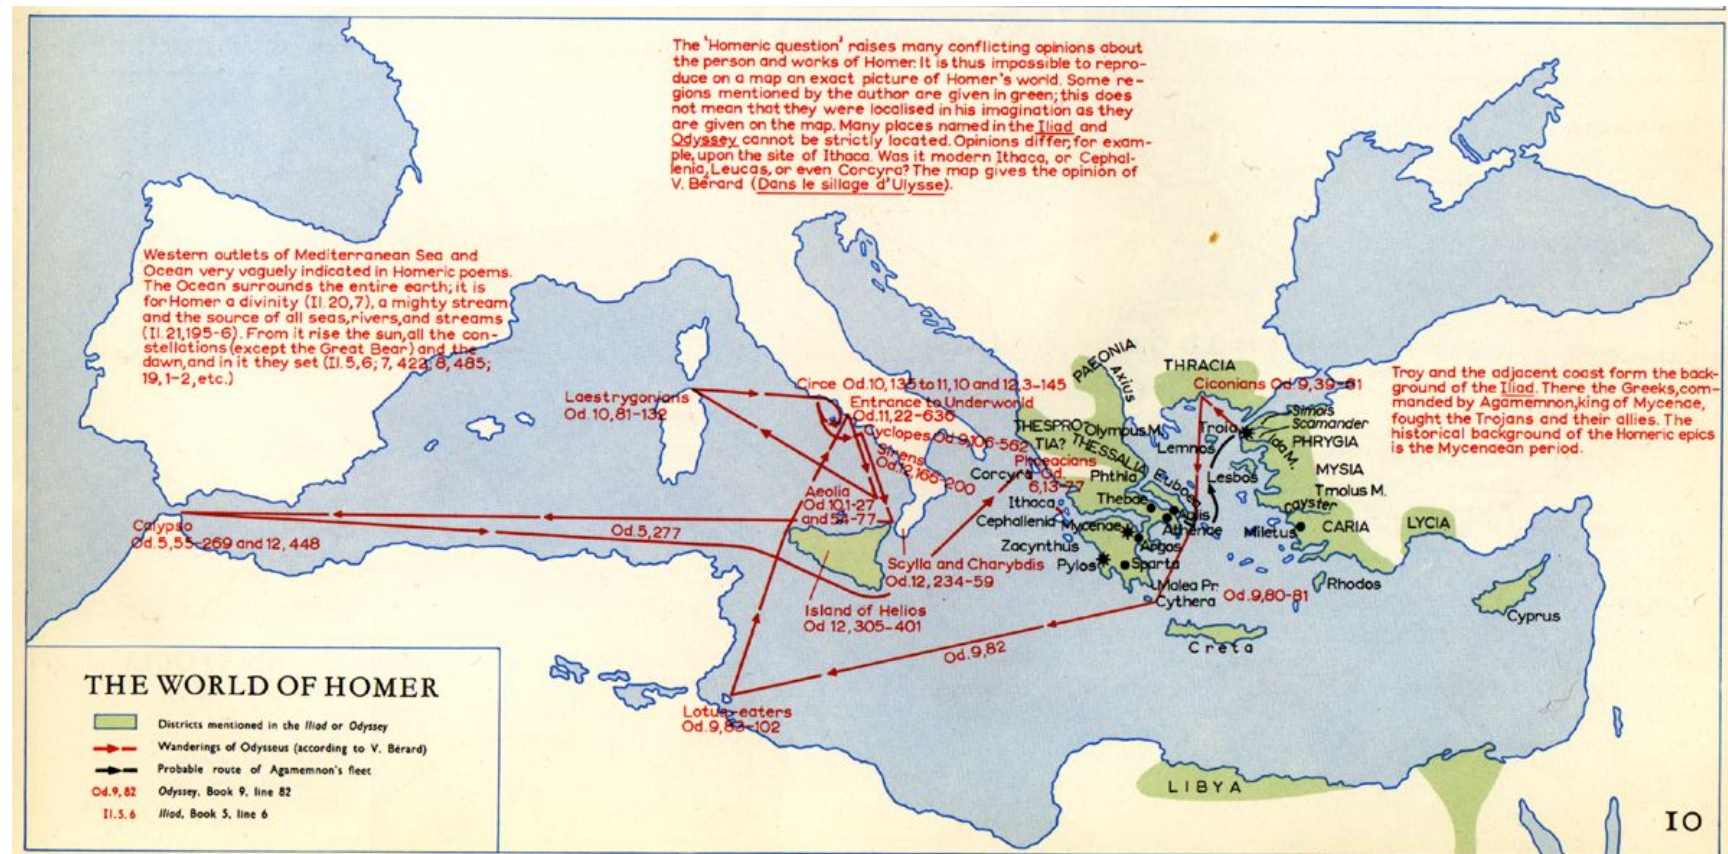 The 'Homeric question' raises many conflicting opinions about
the person and works of Homer. It is thus impossible to repro-
duce on a map an exact picture of Homer's world. Some re-
gions mentioned by the author are given in green; this does
not mean that they were localised in his imagination as they
are given on the map. Many places named in the Iliad and
Odyssey cannot be strictly located. Opinions differ, for exam-
ple, upon the site of Ithaca. Was it modern Ithaca, or Cephal-
lenia, Leucas, or even Corcyra? The map gives the opinion of
V. Bérard (Dans le sillage d'Ulysse).
Western outlets of Mediterranean Sea and
Ocean very vaguely indicated in Homeric poems.
The Ocean surrounds the entire earth; it is
for Homer a divinity (Il. 20,7), a mighty stream
and the source of all seas, rivers, and streams
(Il. 21,195-6). From it rise the sun, all the con-
stellations (except the Great Bear) and the
dawn, and in it they set (Il. 5,6; 7, 422; 8, 485;
19, 1-2, etc.)
Troy and the adjacent coast form the back-
ground of the Iliad. There the Greeks, com-
manded by Agamemnon, king of Mycenae,
fought the Trojans and their allies. The
historical background of the Homeric epics
is the Mycenaean period.
PAEONIA
Axius
THRACIA
Ciconians Od. 9,39-61
Laestrygonians
Od. 10, 81-132
Circe Od. 10, 135 to 11, 10 and 12, 3-145
Entrance to Underworld
Od. 11, 22-636
Cyclopes Od. 9, 106-562
Sirens
Od. 12, 166-200
THESPRO-
TIA?
Olympus M.
THESSALIA
Troia
Simois
Scamander
Ida M.
PHRYGIA
Lemnos
Lesbos
MYSIA
Tmolus M.
Cayster
Corcyra
Phaeacians
Od.
6,13-77
Phthia
Euboea
Thebae
Aulis
Ithaca
Cephallenia
Mycenae
Athenae
Argos
Zacynthus
Pylos
Sparta
Miletus
CARIA
LYCIA
Aeolia
Od. 10, 1-27
and 54-77
Calypso
Od. 5, 55-269 and 12, 448
Od. 5, 277
Scylla and Charybdis
Od. 12, 234-59
Island of Helios
Od. 12, 305-401
Malea Pr.
Cythera
Od. 9, 80-81
Rhodos
Cyprus
Creta
Od. 9, 82
Lotus-eaters
Od. 9, 83-102
LIBYA
THE WORLD OF HOMER
Districts mentioned in the Iliad or Odyssey
Wanderings of Odysseus (according to V. Bérard)
Probable route of Agamemnon's fleet
Od. 9, 82 Odyssey, Book 9, line 82
Il. 5. 6 Iliad, Book 5, line 6
10